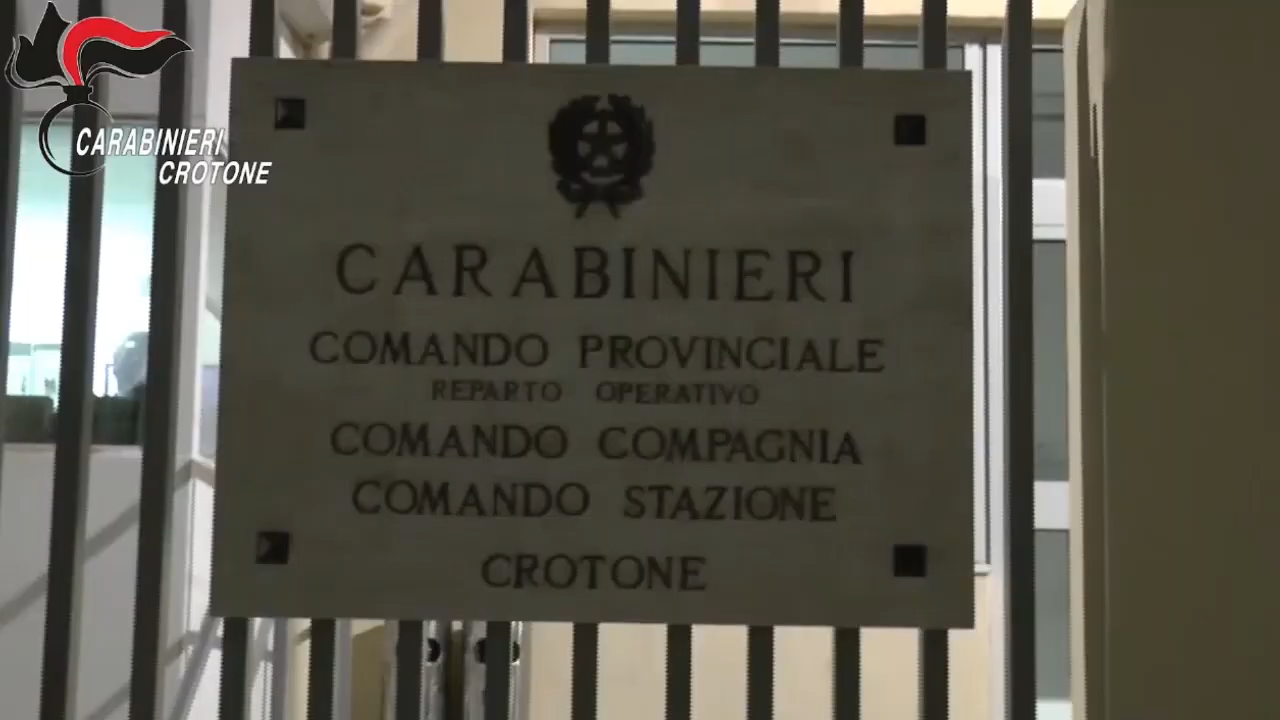 CARABINIERI
CROTONE
CARABINIERI
COMANDO PROVINCIALE
REPARTO OPERATIVO
COMANDO COMPAGNIA
COMANDO STAZIONE
CROTONE